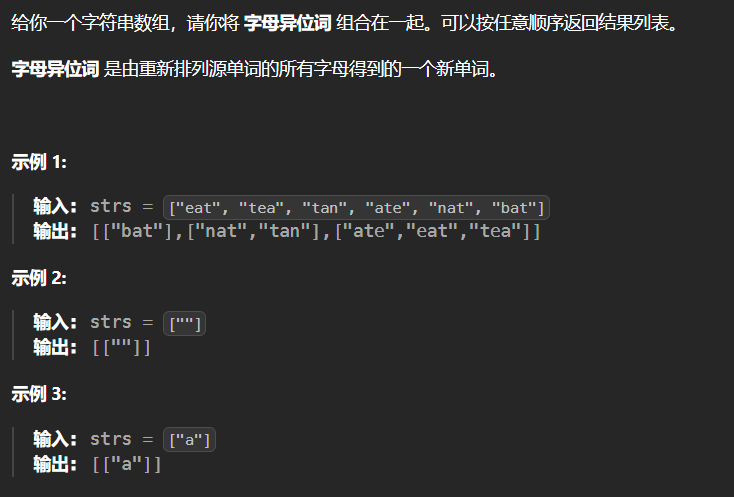 给你一个字符串数组，请你将 字母异位词 组合在一起。可以按任意顺序返回结果列表。
字母异位词 是由重新排列源单词的所有字母得到的一个新单词。
示例 1:
输入: strs = ["eat", "tea", "tan", "ate", "nat", "bat"]
输出: [["bat"],["nat","tan"],["ate","eat","tea"]]
示例 2:
输入: strs = [""]
输出: [[""]]
示例 3:
输入: strs = ["a"]
输出: [["a"]]